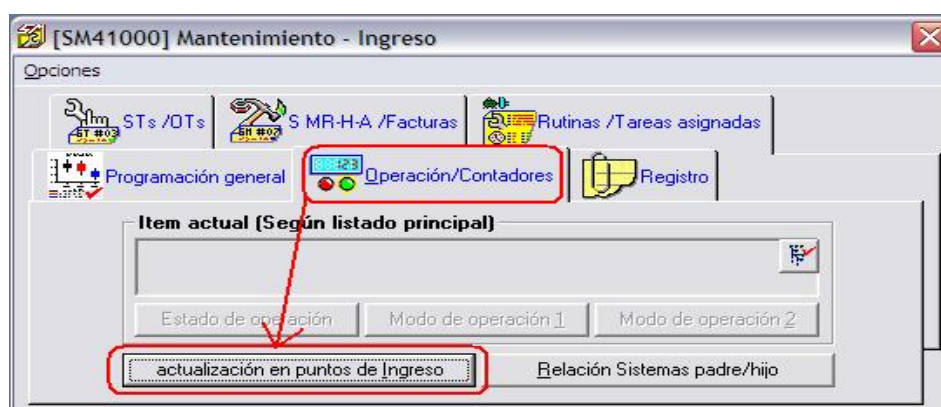 [SM41000] Mantenimiento - Ingreso
Opciones
STs /OTs
S MR-H-A /Facturas
Rutinas /Tareas asignadas
Programación general
Operación/Contadores
Registro
Item actual (Según listado principal)
Estado de operación
Modo de operación 1
Modo de operación 2
actualización en puntos de Ingreso
Relación Sistemas padre/hijo